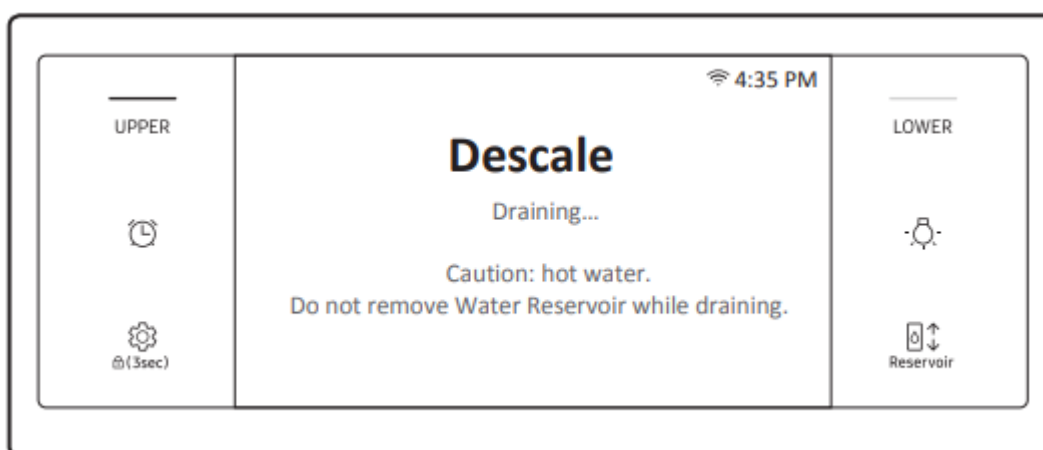 4:35 PM
UPPER
LOWER
Descale
Draining...
Caution: hot water.
Do not remove Water Reservoir while draining.
(3sec)
Reservoir